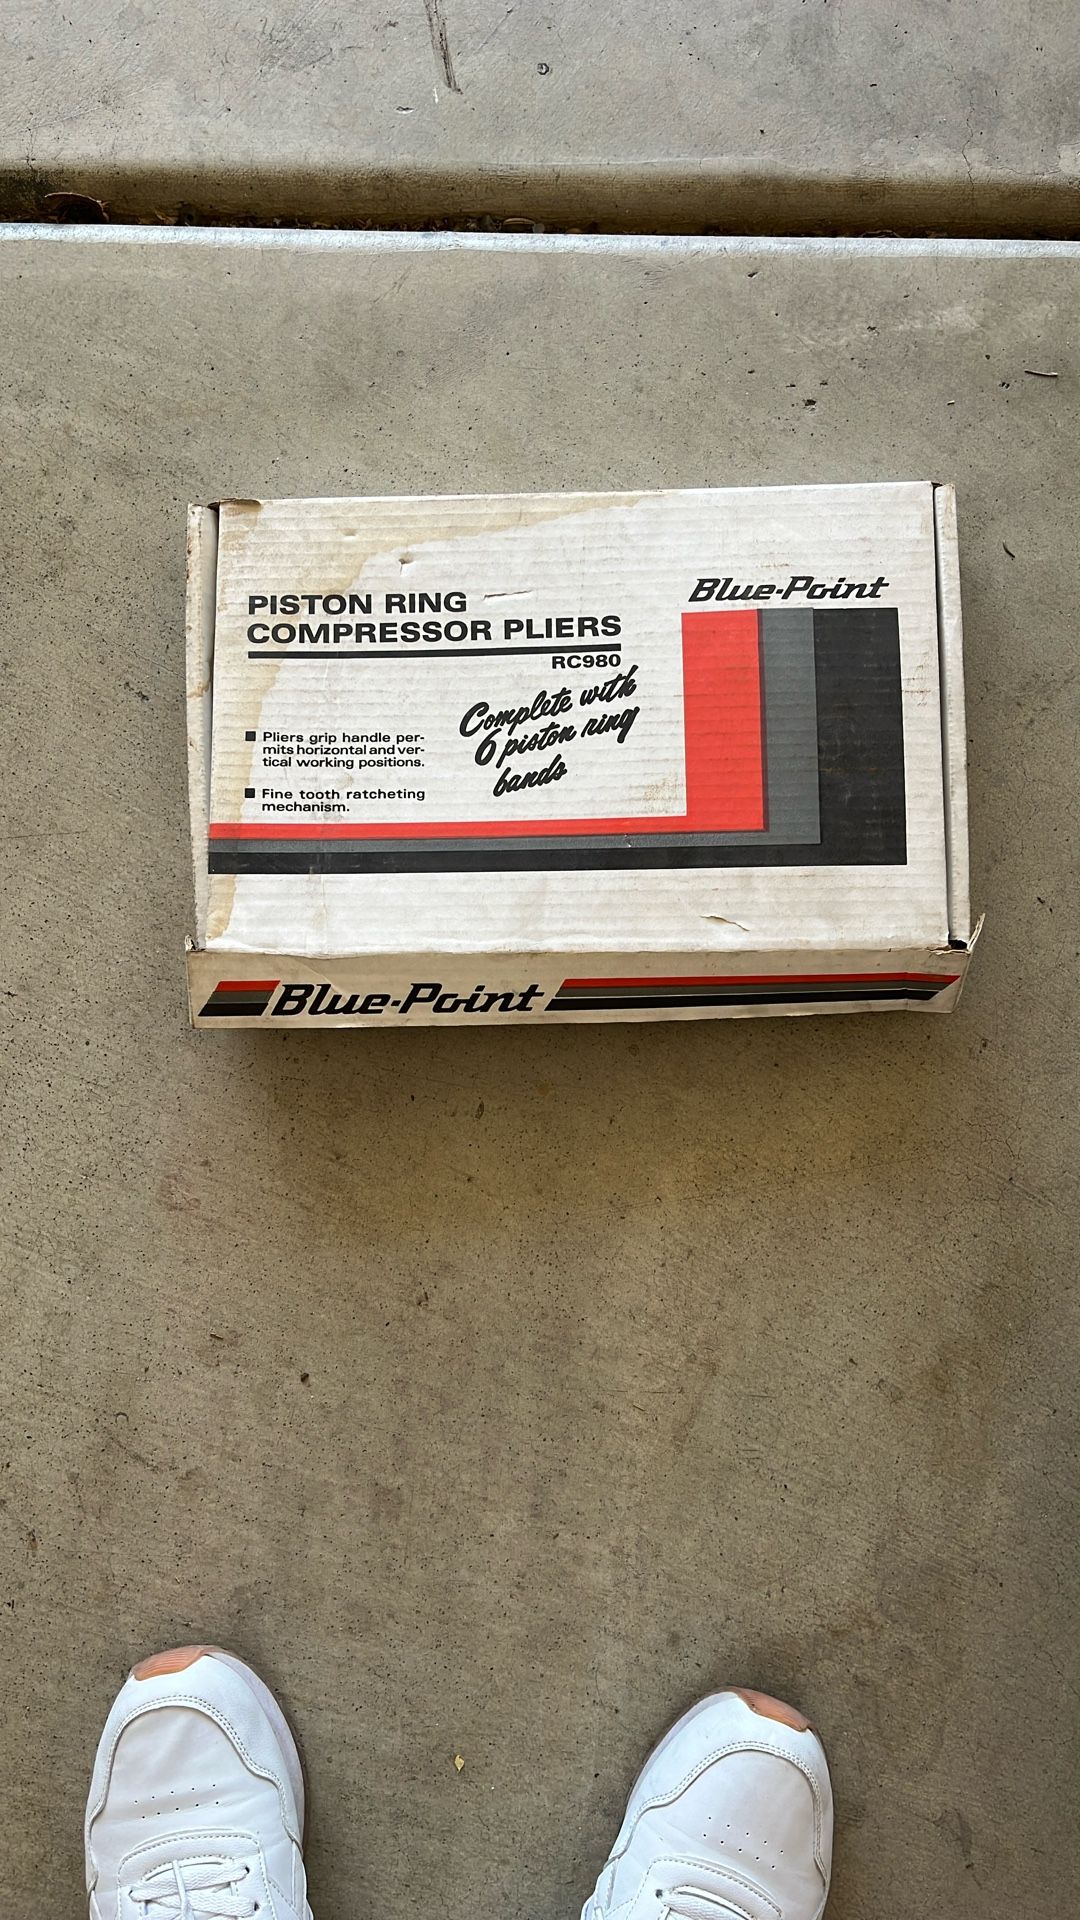 Blue-Point
PISTON RING
COMPRESSOR PLIERS
RC980
Complete with
6 piston ring
bands
■ Pliers grip handle per-
mits horizontal and ver-
tical working positions.
■ Fine tooth ratcheting
mechanism.
Blue-Point